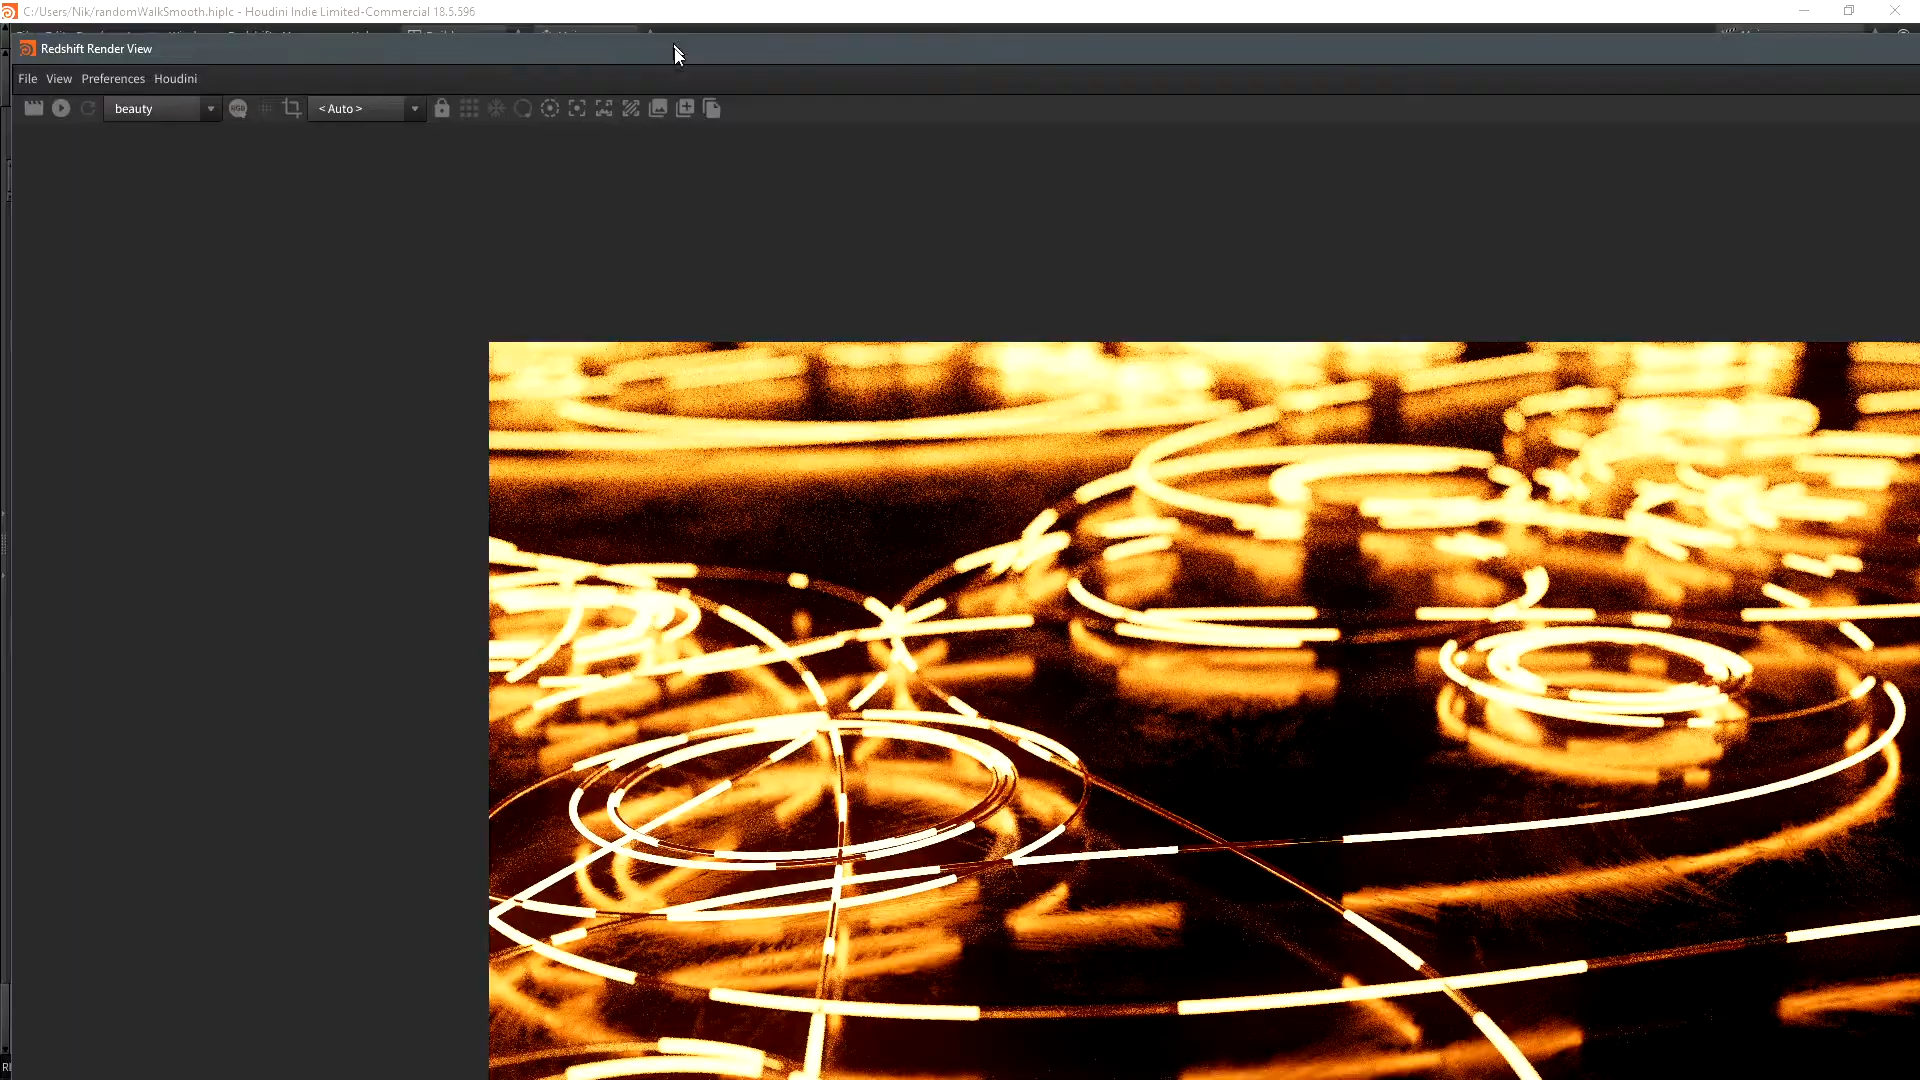 C:/Users/Nik/randomWalkSmooth.hiplc - Houdini Indie Limited-Commercial 18.5.596
Redshift Render View
File View Preferences Houdini
beauty RGB < Auto >